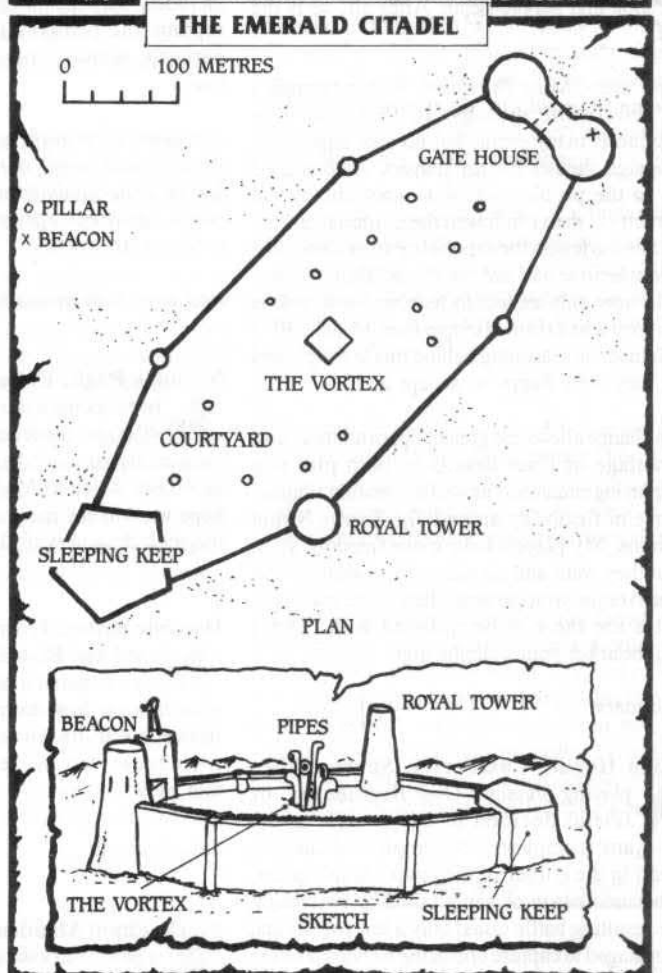 THE EMERALD CITADEL
0 100 METRES
GATE HOUSE
o PILLAR
x BEACON
THE VORTEX
COURTYARD
ROYAL TOWER
SLEEPING KEEP
PLAN
ROYAL TOWER
BEACON
PIPES
THE VORTEX
SKETCH
SLEEPING KEEP